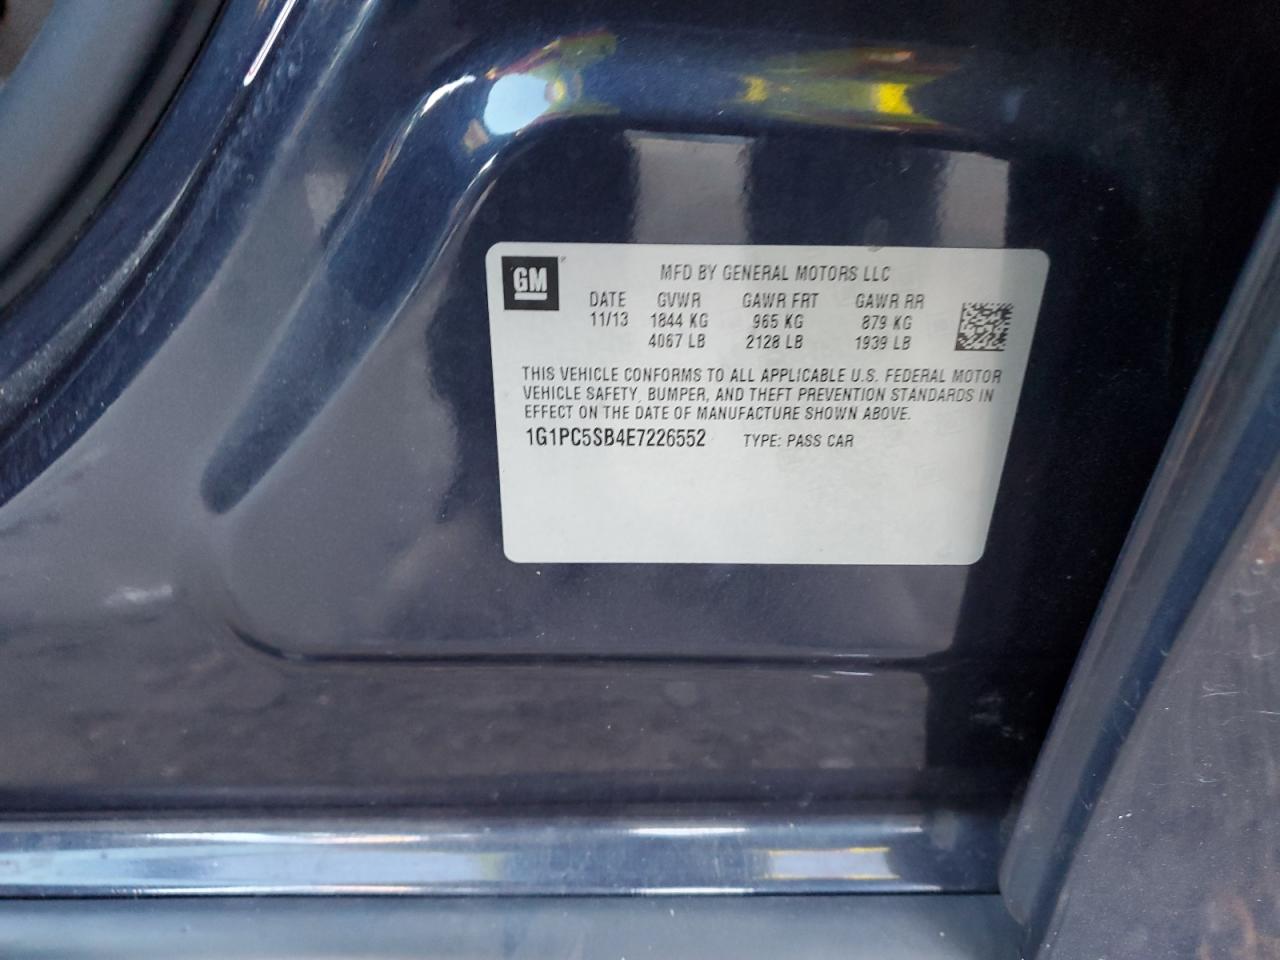 GM
MFD BY GENERAL MOTORS LLC
DATE GVWR GAWR FRT GAWR RR
11/13 1844 KG 965 KG 879 KG
4067 LB 2128 LB 1939 LB
THIS VEHICLE CONFORMS TO ALL APPLICABLE U.S. FEDERAL MOTOR
VEHICLE SAFETY, BUMPER, AND THEFT PREVENTION STANDARDS IN
EFFECT ON THE DATE OF MANUFACTURE SHOWN ABOVE.
1G1PC5SB4E7226552 TYPE: PASS CAR